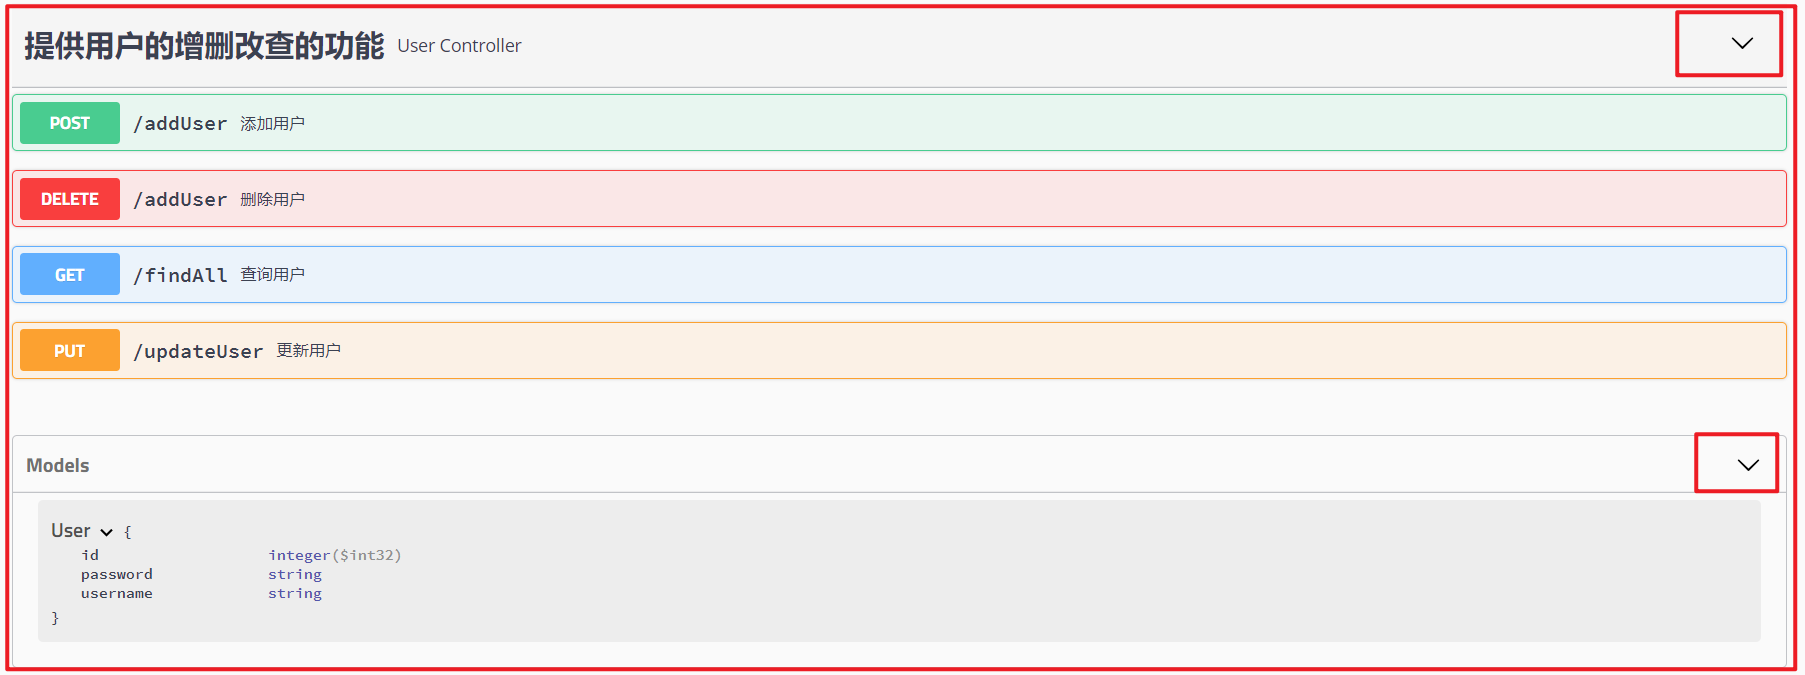 提供用户的增删改查的功能 User Controller
POST /addUser 添加用户
DELETE /addUser 删除用户
GET /findAll 查询用户
PUT /updateUser 更新用户
Models
User {
id integer($int32)
password string
username string
}